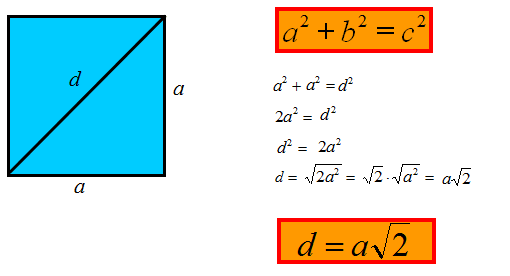 d
a
a
a² + b² = c²
a² + a² = d²
2a² = d²
d² = 2a²
d = √2a² = √2 · √a² = a√2
d = a√2